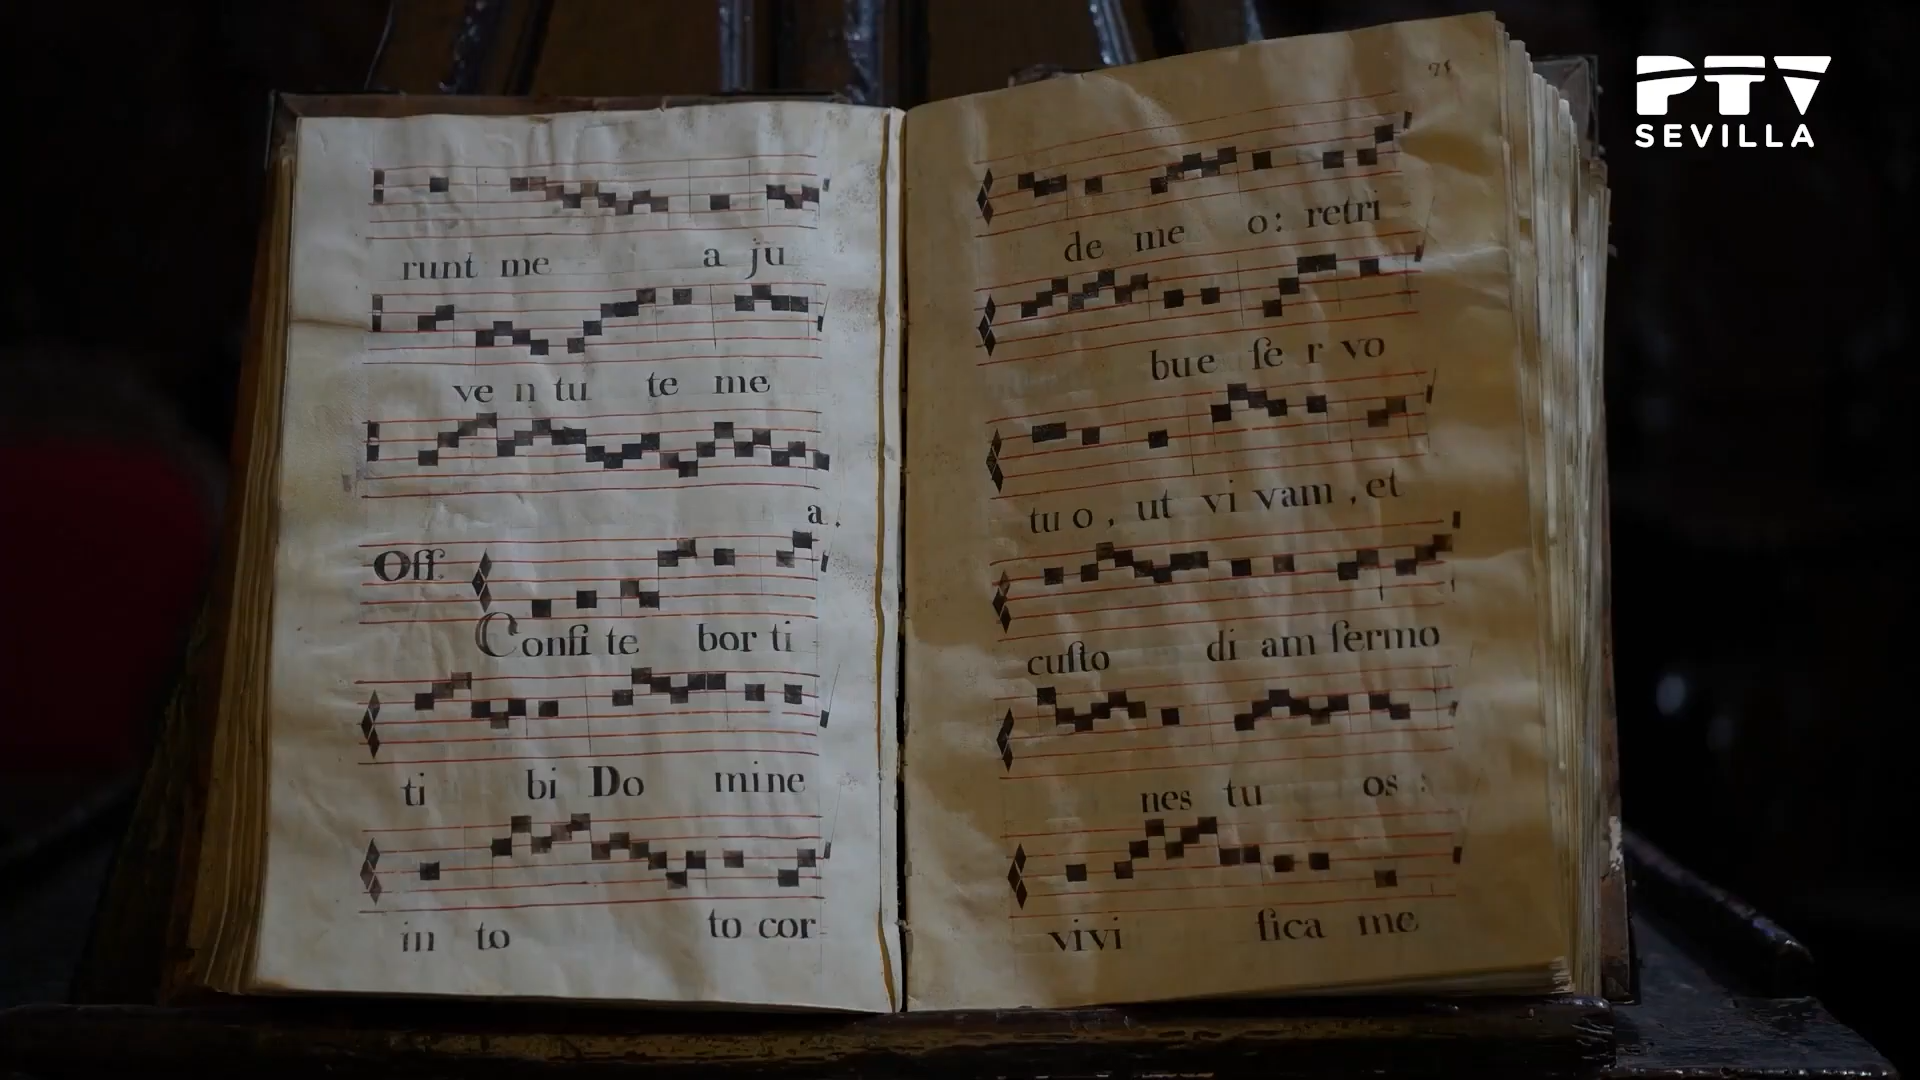 runt me a ju
ve n tu te me
a.
Off.
Confi te bor ti
ti bi Do mine
in to to cor
de me o: retri
bue ſe r vo
tu o, ut vi vam, et
cuſto di am ſermo
nes tu os:
vivi fica me
PTV
SEVILLA